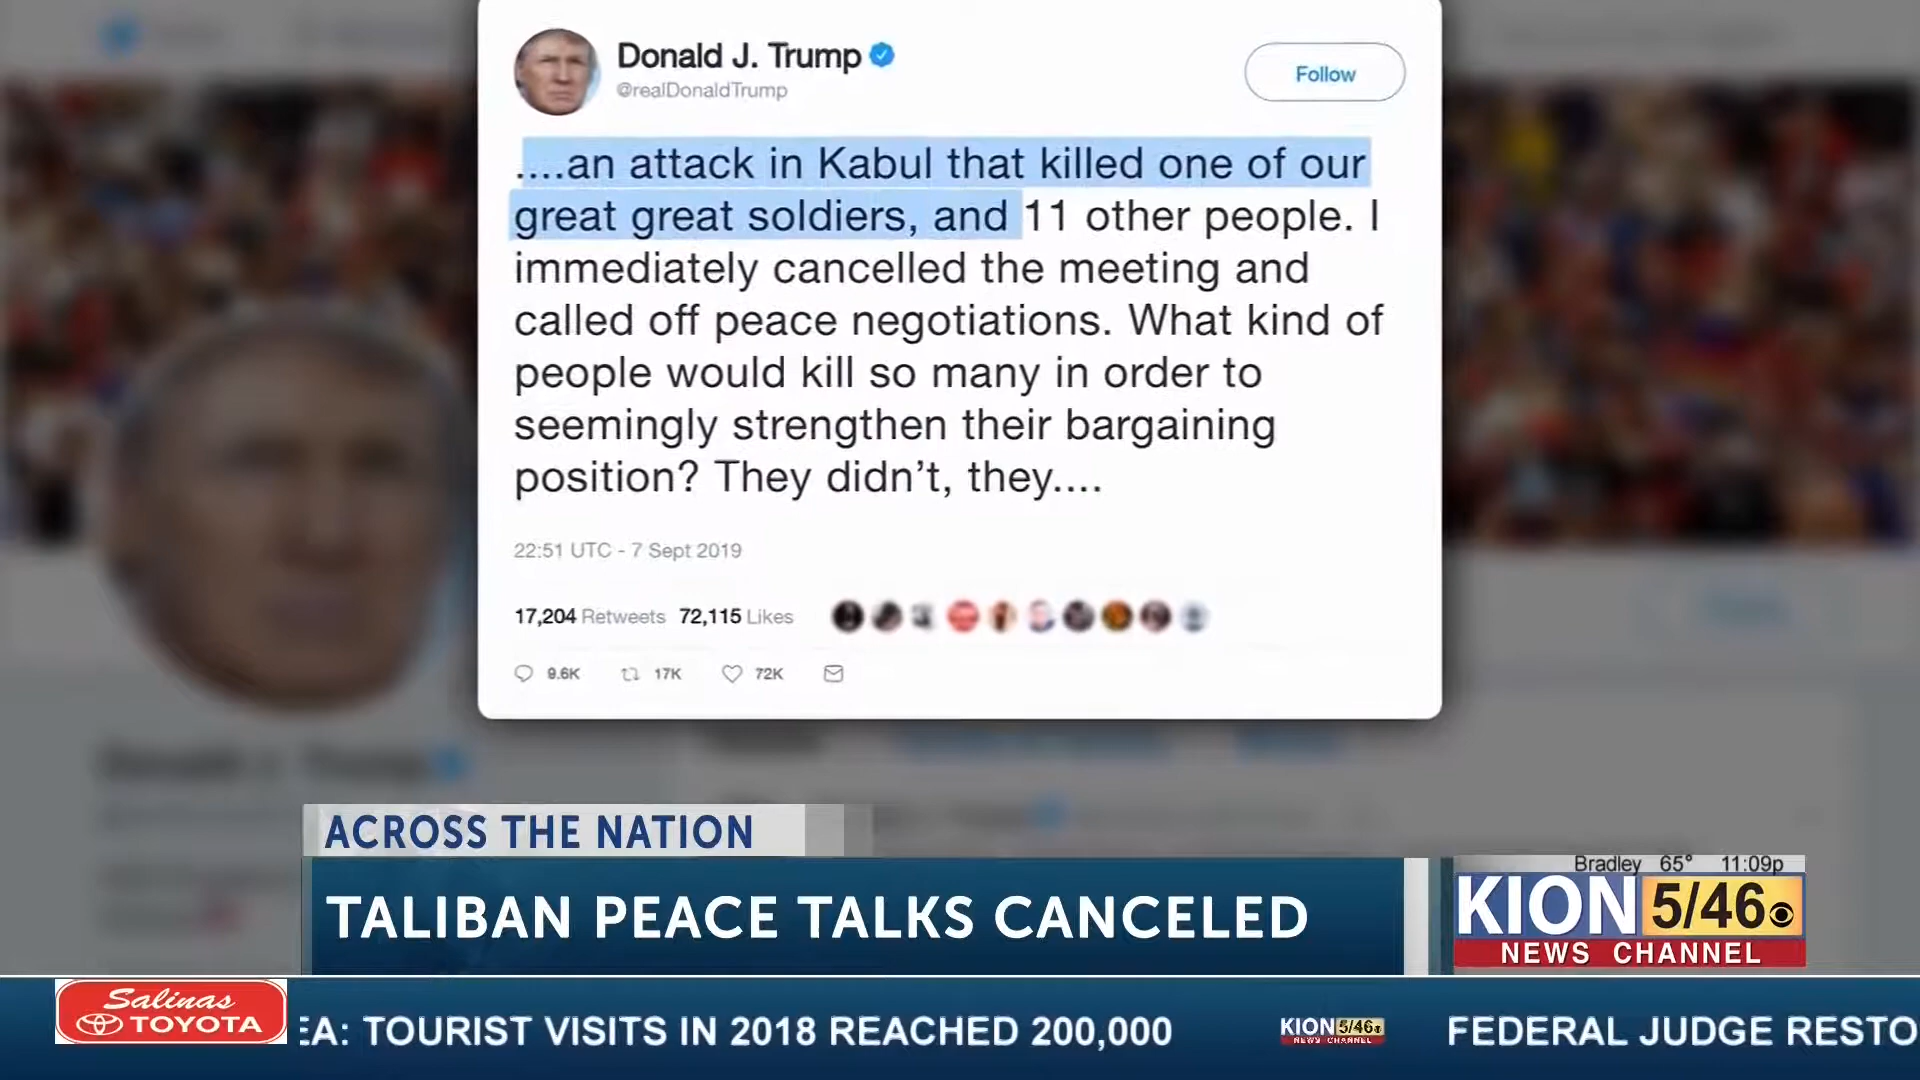 Donald J. Trump
@realDonaldTrump
Follow
....an attack in Kabul that killed one of our
great great soldiers, and 11 other people. I
immediately cancelled the meeting and
called off peace negotiations. What kind of
people would kill so many in order to
seemingly strengthen their bargaining
position? They didn’t, they....
22:51 UTC - 7 Sept 2019
17,204 Retweets 72,115 Likes
9.6K 17K 72K
ACROSS THE NATION
TALIBAN PEACE TALKS CANCELED
Bradley 65° 11:09p
KION 5/46
NEWS CHANNEL
Salinas
TOYOTA
EA: TOURIST VISITS IN 2018 REACHED 200,000
KION 5/46
NEWS CHANNEL
FEDERAL JUDGE RESTO